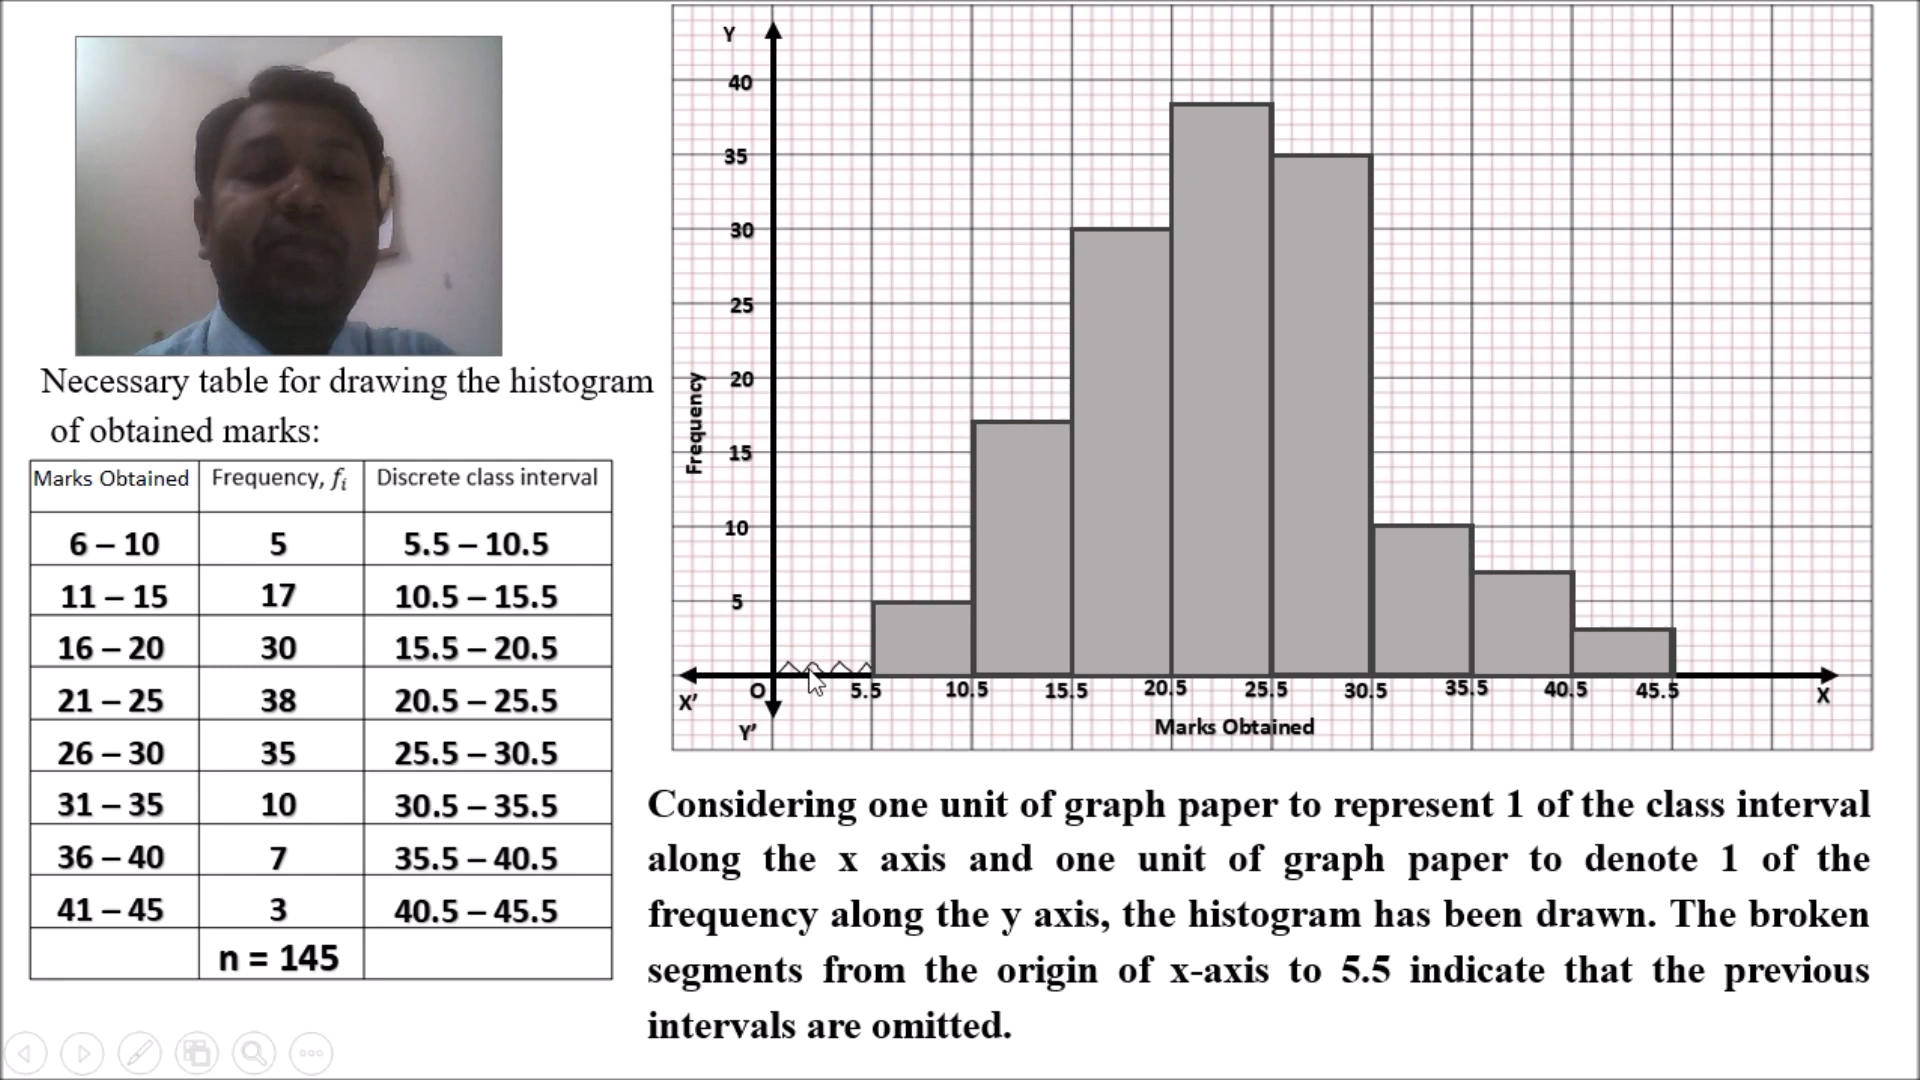 Necessary table for drawing the histogram
of obtained marks:
Marks Obtained Frequency, fᵢ Discrete class interval
6 – 10 5 5.5 – 10.5
11 – 15 17 10.5 – 15.5
16 – 20 30 15.5 – 20.5
21 – 25 38 20.5 – 25.5
26 – 30 35 25.5 – 30.5
31 – 35 10 30.5 – 35.5
36 – 40 7 35.5 – 40.5
41 – 45 3 40.5 – 45.5
n = 145
Y
40
35
30
25
20
15
10
5
Frequency
X' O 5.5 10.5 15.5 20.5 25.5 30.5 35.5 40.5 45.5 X
Y'
Marks Obtained
Considering one unit of graph paper to represent 1 of the class interval
along the x axis and one unit of graph paper to denote 1 of the
frequency along the y axis, the histogram has been drawn. The broken
segments from the origin of x-axis to 5.5 indicate that the previous
intervals are omitted.